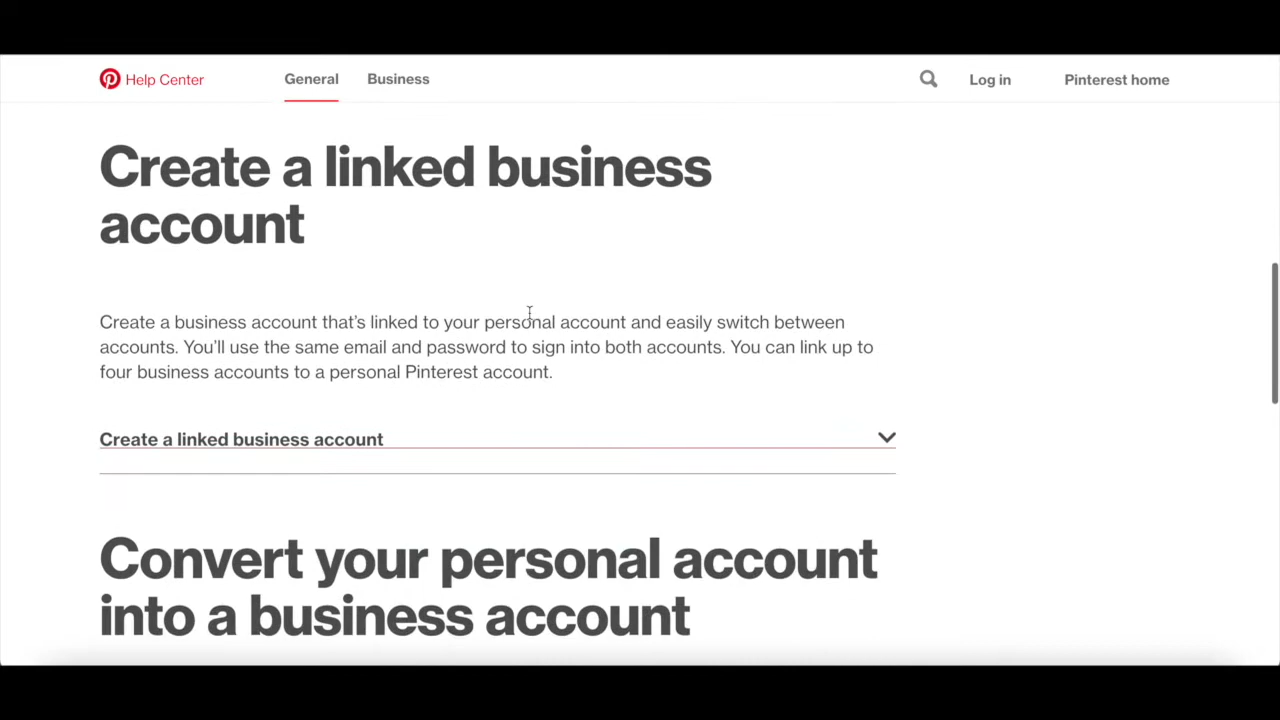 Help Center
General
Business
Log in
Pinterest home
Create a linked business
account
Create a business account that’s linked to your personal account and easily switch between
accounts. You’ll use the same email and password to sign into both accounts. You can link up to
four business accounts to a personal Pinterest account.
Create a linked business account
Convert your personal account
into a business account